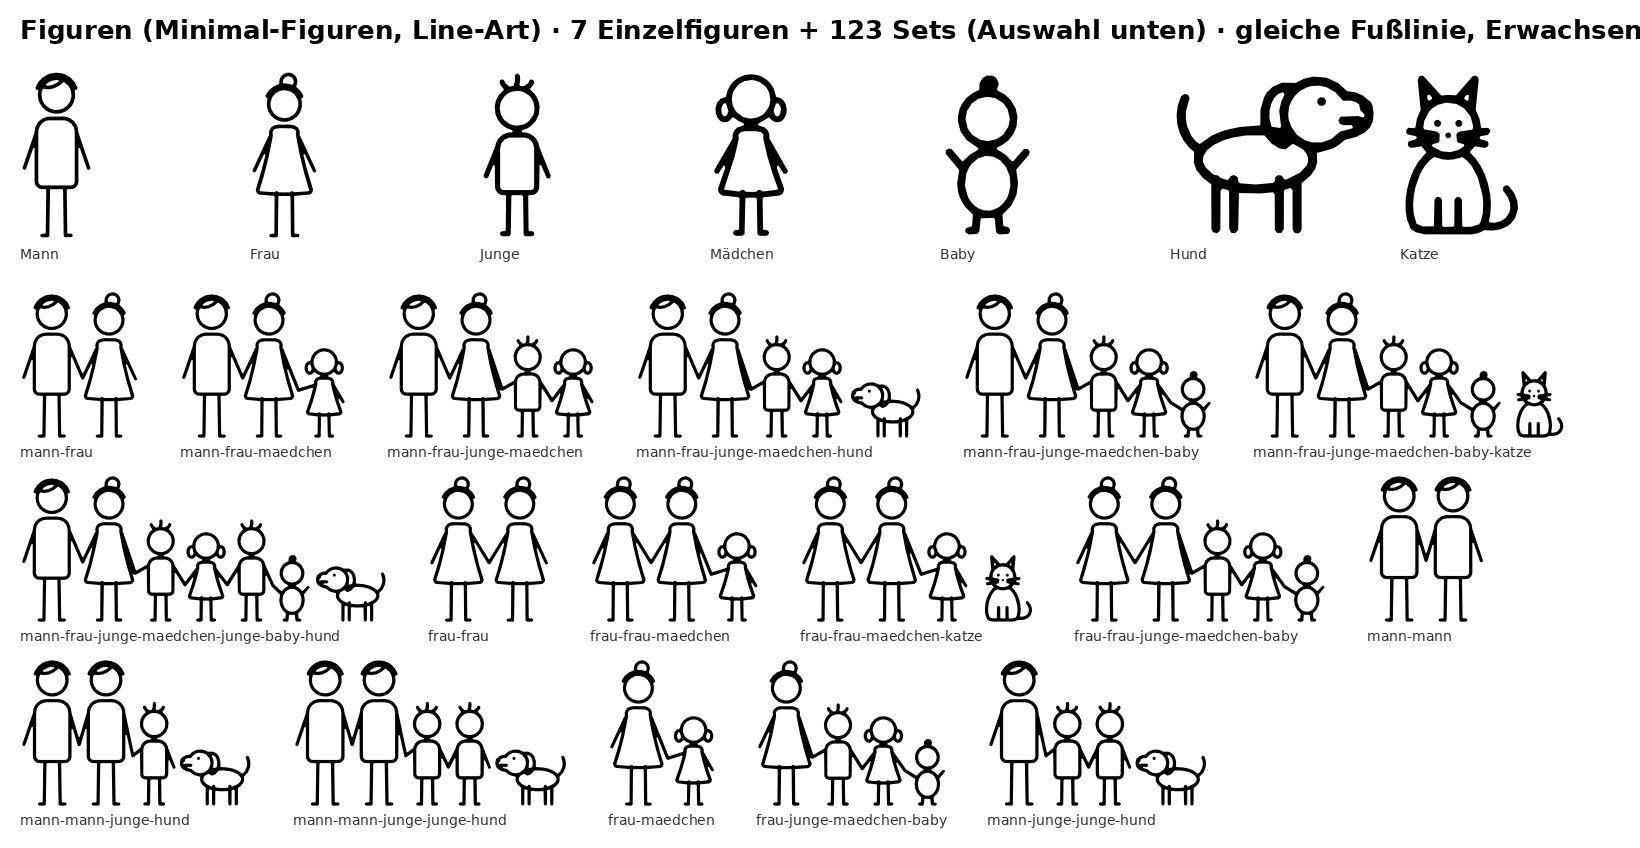 Figuren (Minimal-Figuren, Line-Art) · 7 Einzelfiguren + 123 Sets (Auswahl unten) · gleiche Fußlinie, Erwachsen
Mann
Frau
Junge
Mädchen
Baby
Hund
Katze
mann-frau
mann-frau-maedchen
mann-frau-junge-maedchen
mann-frau-junge-maedchen-hund
mann-frau-junge-maedchen-baby
mann-frau-junge-maedchen-baby-katze
mann-frau-junge-maedchen-junge-baby-hund
frau-frau
frau-frau-maedchen
frau-frau-maedchen-katze
frau-frau-junge-maedchen-baby
mann-mann
mann-mann-junge-hund
mann-mann-junge-junge-hund
frau-maedchen
frau-junge-maedchen-baby
mann-junge-junge-hund